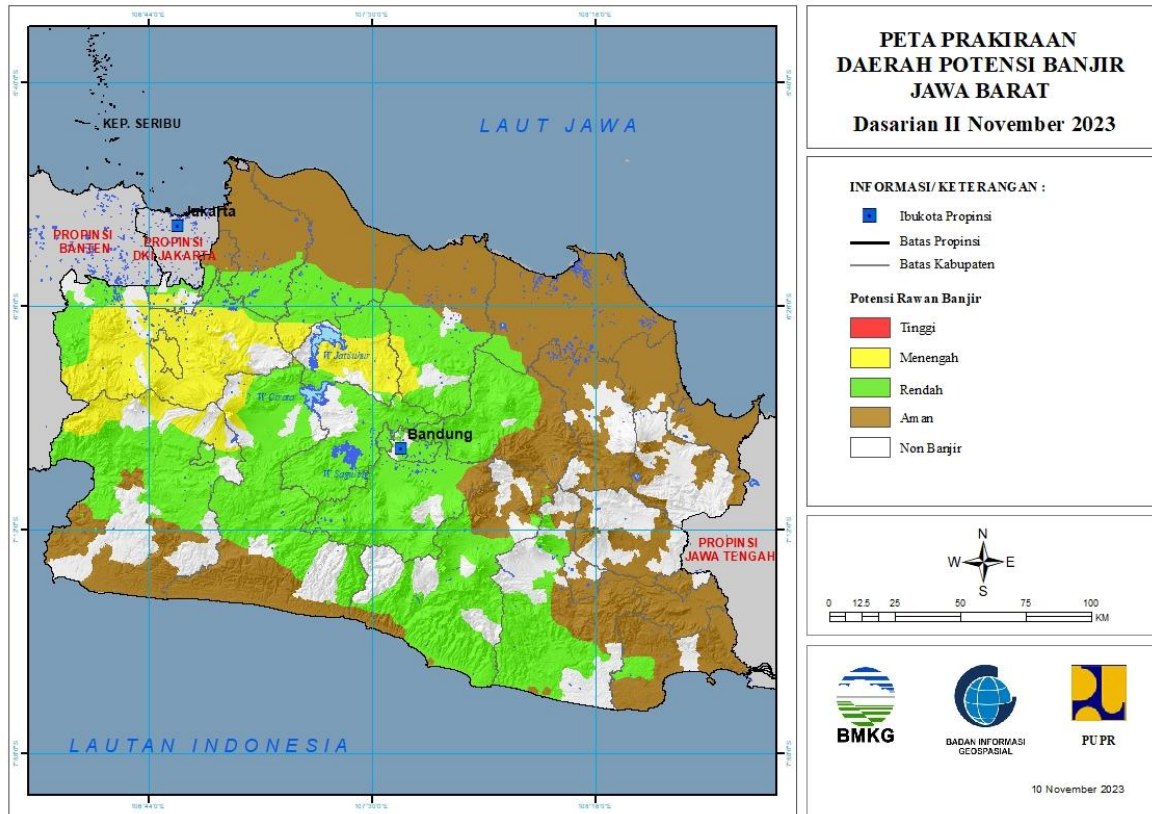 PETA PRAKIRAAN
DAERAH POTENSI BANJIR
JAWA BARAT
Dasarian II November 2023
INFORMASI/ KETERANGAN :
Ibukota Propinsi
Batas Propinsi
Batas Kabupaten
Potensi Rawan Banjir
Tinggi
Menengah
Rendah
Aman
Non Banjir
N
W E
S
0 12.5 25 50 75 100
KM
BMKG
BADAN INFORMASI
GEOSPASIAL
PUPR
10 November 2023
KEP. SERIBU
LAUT JAWA
Jakarta
PROPINSI
BANTEN
PROPINSI
DKI JAKARTA
W Jatiluhur
W Cirata
Bandung
W Saguling
PROPINSI
JAWA TENGAH
LAUTAN INDONESIA